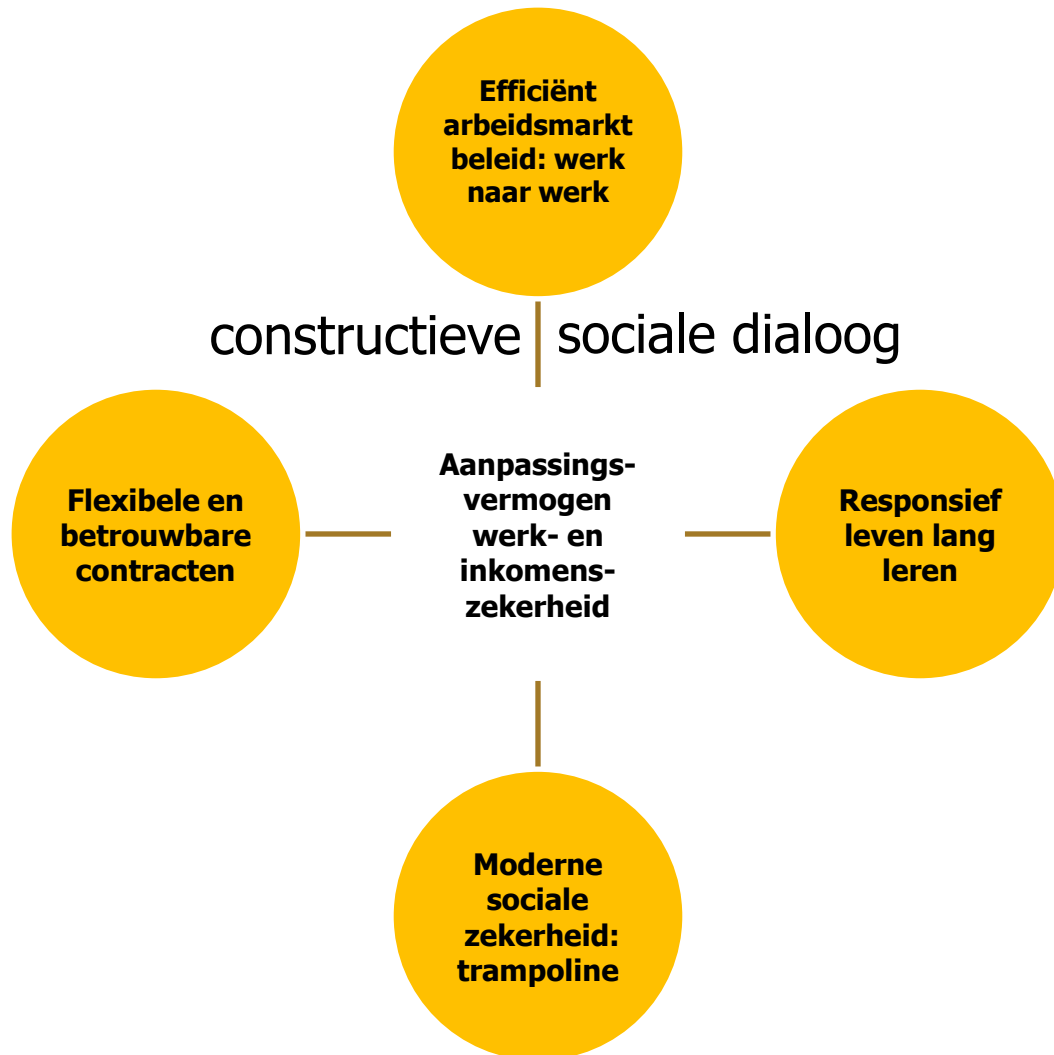 Efficiënt
arbeidsmarkt
beleid: werk
naar werk
constructieve sociale dialoog
Flexibele en
betrouwbare
contracten
Aanpassings-
vermogen
werk- en
inkomens-
zekerheid
Responsief
leven lang
leren
Moderne
sociale
zekerheid:
trampoline